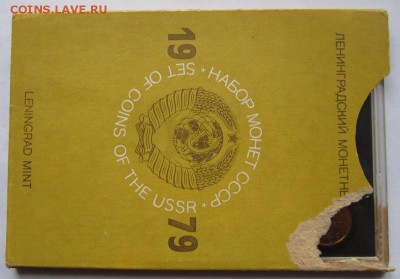 COINS.LAVE.RU
ЛЕНИНГРАДСКИЙ МОНЕТНЫ
19 79
НАБОР МОНЕТ СССР •
SET OF COINS OF THE USSR •
LENINGRAD MINT